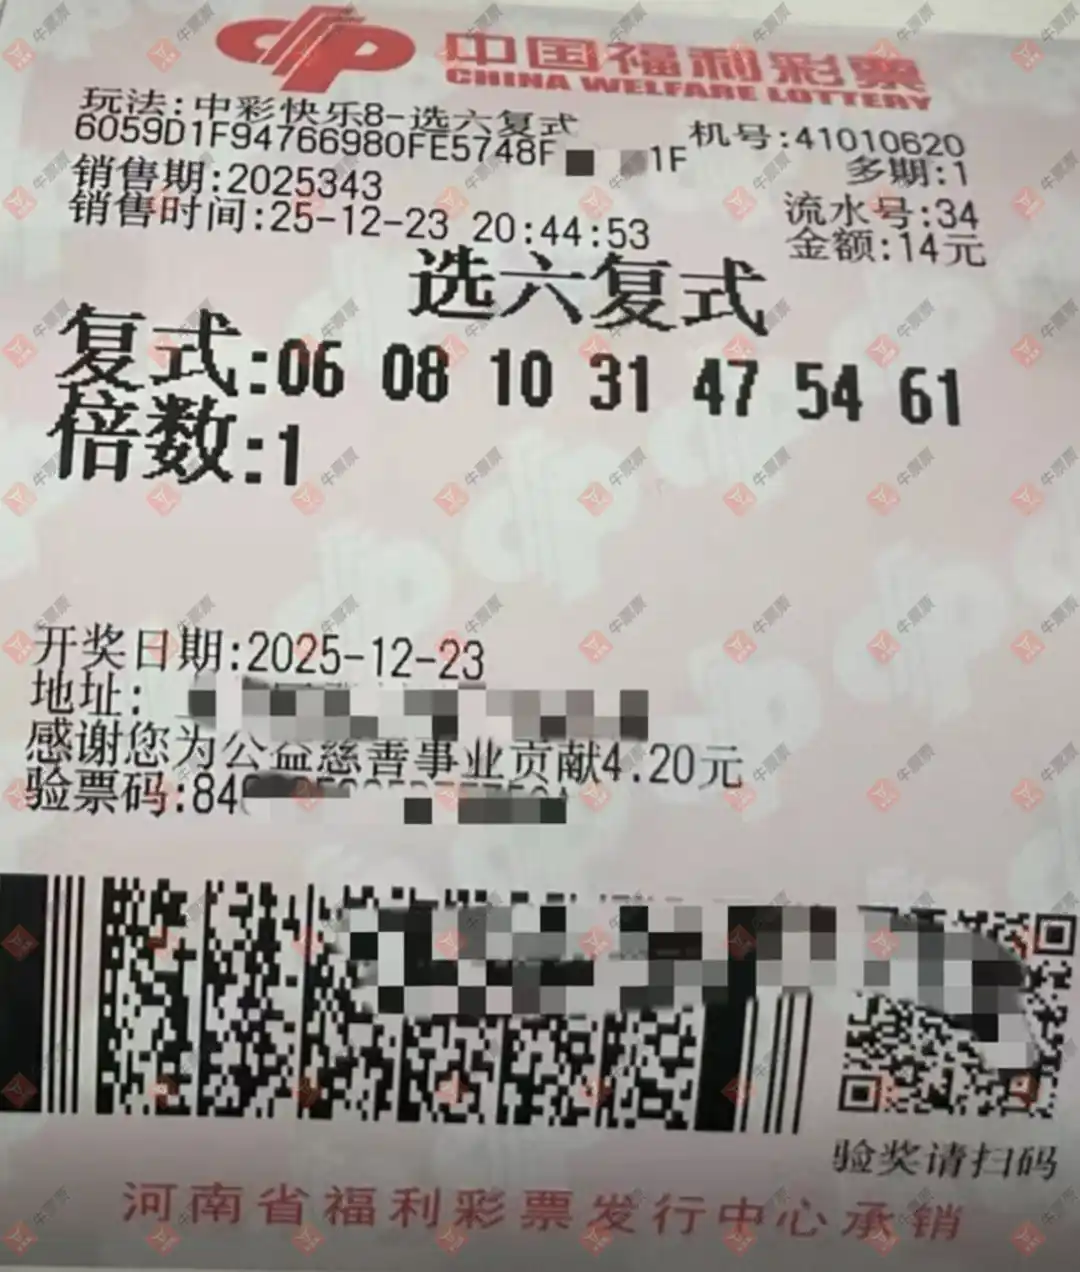 中国福利彩票
CHINA WELFARE LOTTERY
玩法:中彩快乐8-选六复式 机号:41010620
6059D1F94766980FE5748F 1F 多期:1
销售期:2025343 流水号:34
销售时间:25-12-23 20:44:53 金额:14元
选六复式
复式:06 08 10 31 47 54 61
倍数:1
开奖日期:2025-12-23
地址:
感谢您为公益慈善事业贡献4.20元
验票码:84
验奖请扫码
河南省福利彩票发行中心承销
牛票票